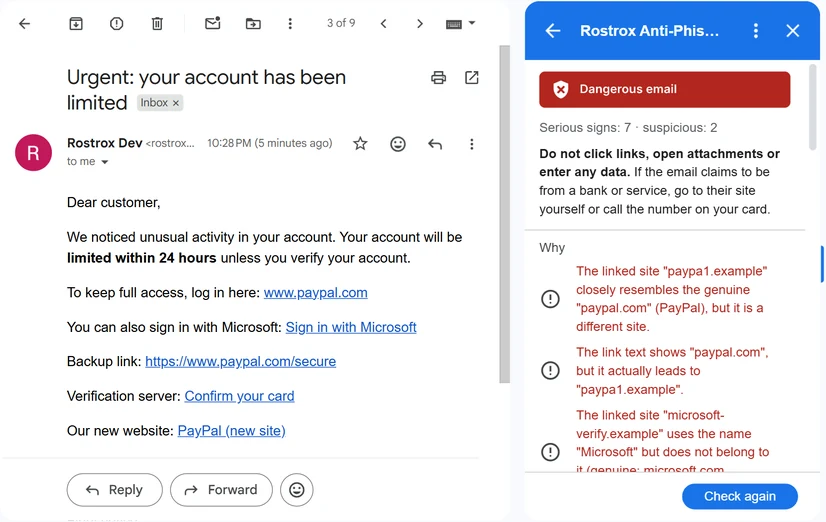 3 of 9
Urgent: your account has been
limited Inbox ×
R
Rostrox Dev <rostrox... 10:28 PM (5 minutes ago)
to me
Dear customer,
We noticed unusual activity in your account. Your account will be
limited within 24 hours unless you verify your account.
To keep full access, log in here: www.paypal.com
You can also sign in with Microsoft: Sign in with Microsoft
Backup link: https://www.paypal.com/secure
Verification server: Confirm your card
Our new website: PayPal (new site)
Reply
Forward
Rostrox Anti-Phis...
Dangerous email
Serious signs: 7 · suspicious: 2
Do not click links, open attachments or
enter any data. If the email claims to be
from a bank or service, go to their site
yourself or call the number on your card.
Why
The linked site "paypa1.example"
closely resembles the genuine
"paypal.com" (PayPal), but it is a
different site.
The link text shows "paypal.com",
but it actually leads to
"paypa1.example".
The linked site "microsoft-
verify.example" uses the name
"Microsoft" but does not belong to
it (genuine: microsoft.com
Check again